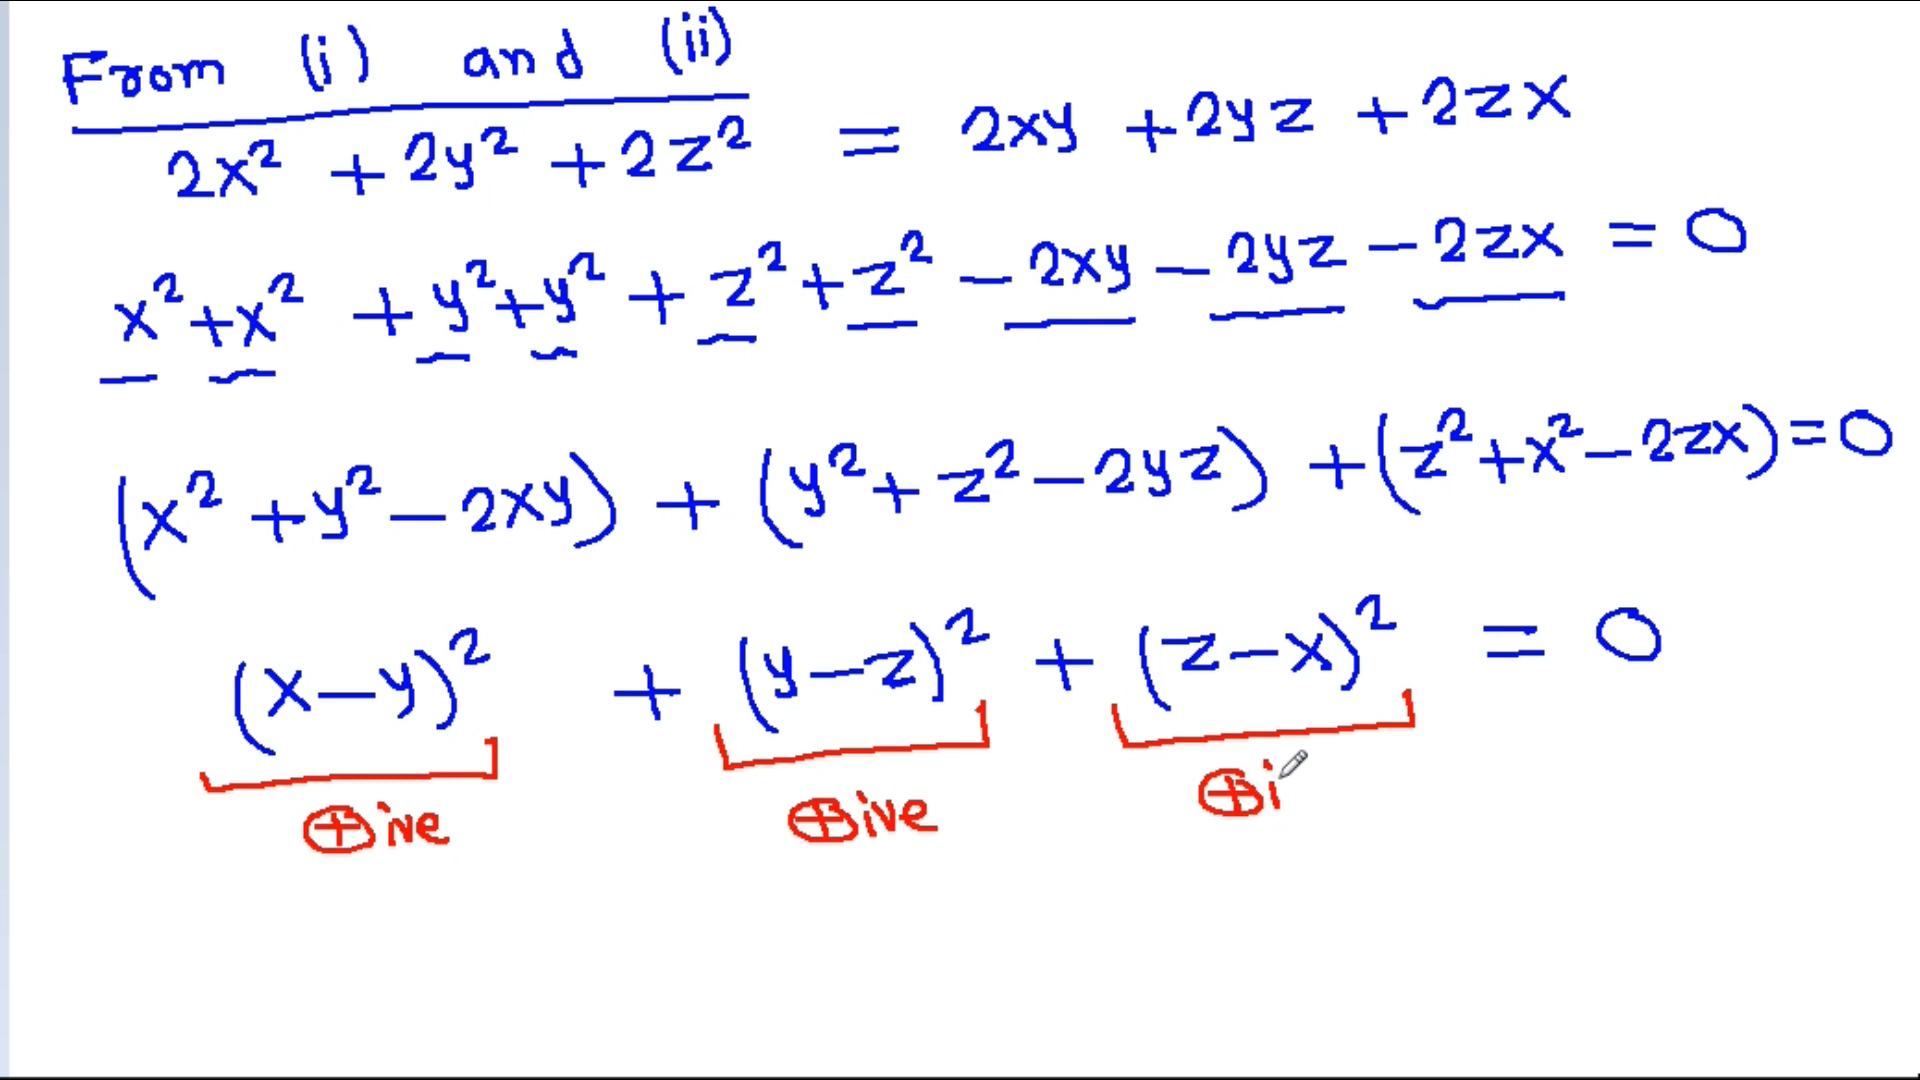 From (i) and (ii)
2x² + 2y² + 2z² = 2xy + 2yz + 2zx
x² + x² + y² + y² + z² + z² − 2xy − 2yz − 2zx = 0
(x² + y² − 2xy) + (y² + z² − 2yz) + (z² + x² − 2zx) = 0
(x − y)² + (y − z)² + (z − x)² = 0
⊕ive ⊕ive ⊕i